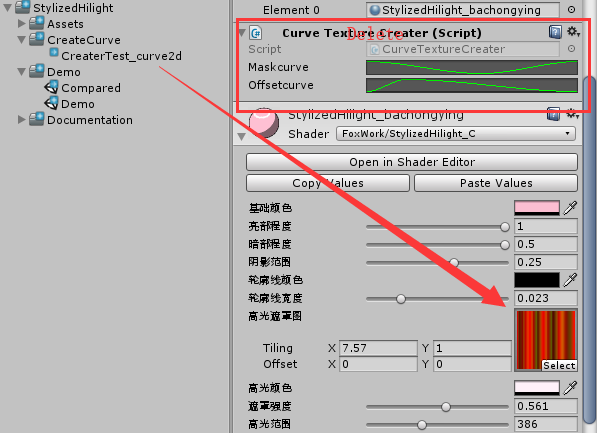 StylizedHilight
Assets
CreateCurve
CreaterTest_curve2d
Demo
Compared
Demo
Documentation
Element 0
StylizedHilight_bachongying
Curve Texture Creater (Script)
Delete
Script
CurveTextureCreater
Maskcurve
Offsetcurve
StylizedHilight_bachongying
Shader
FoxWork/StylizedHilight_C
Open in Shader Editor
Copy Values
Paste Values
基础颜色
亮部程度
1
暗部程度
0.5
阴影范围
0.25
轮廓线颜色
轮廓线宽度
0.023
高光遮罩图
Tiling X 7.57 Y 1
Offset X 0 Y 0
Select
高光颜色
遮罩强度
0.561
高光范围
386